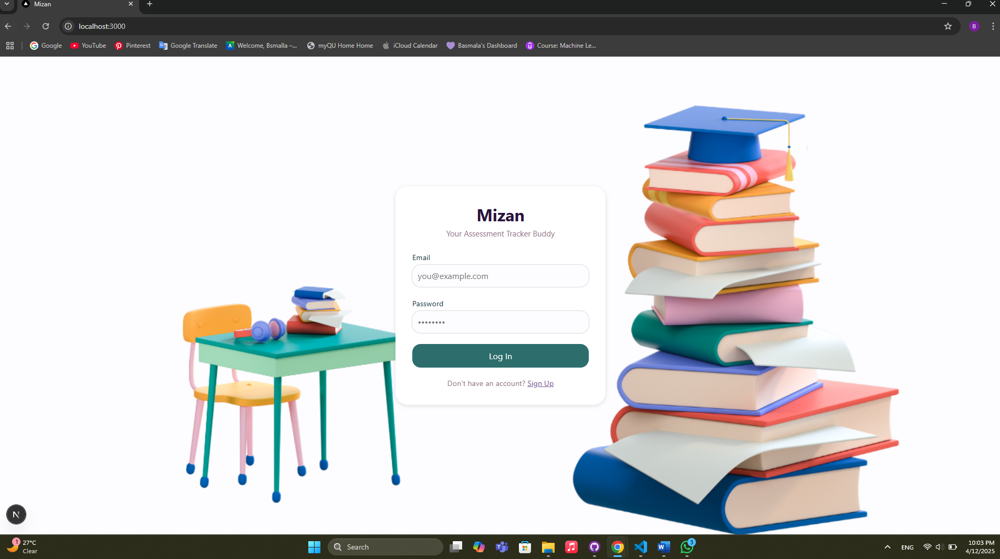 Mizan
localhost:3000
B
Google
YouTube
Pinterest
Google Translate
Welcome, Bsmalla –...
myQU Home Home
iCloud Calendar
Basmala's Dashboard
Course: Machine Le...
Mizan
Your Assessment Tracker Buddy
Email
you@example.com
Password
••••••••
Log In
Don't have an account? Sign Up
N
1
27°C
Clear
Search
3
ENG
10:03 PM
4/12/2025